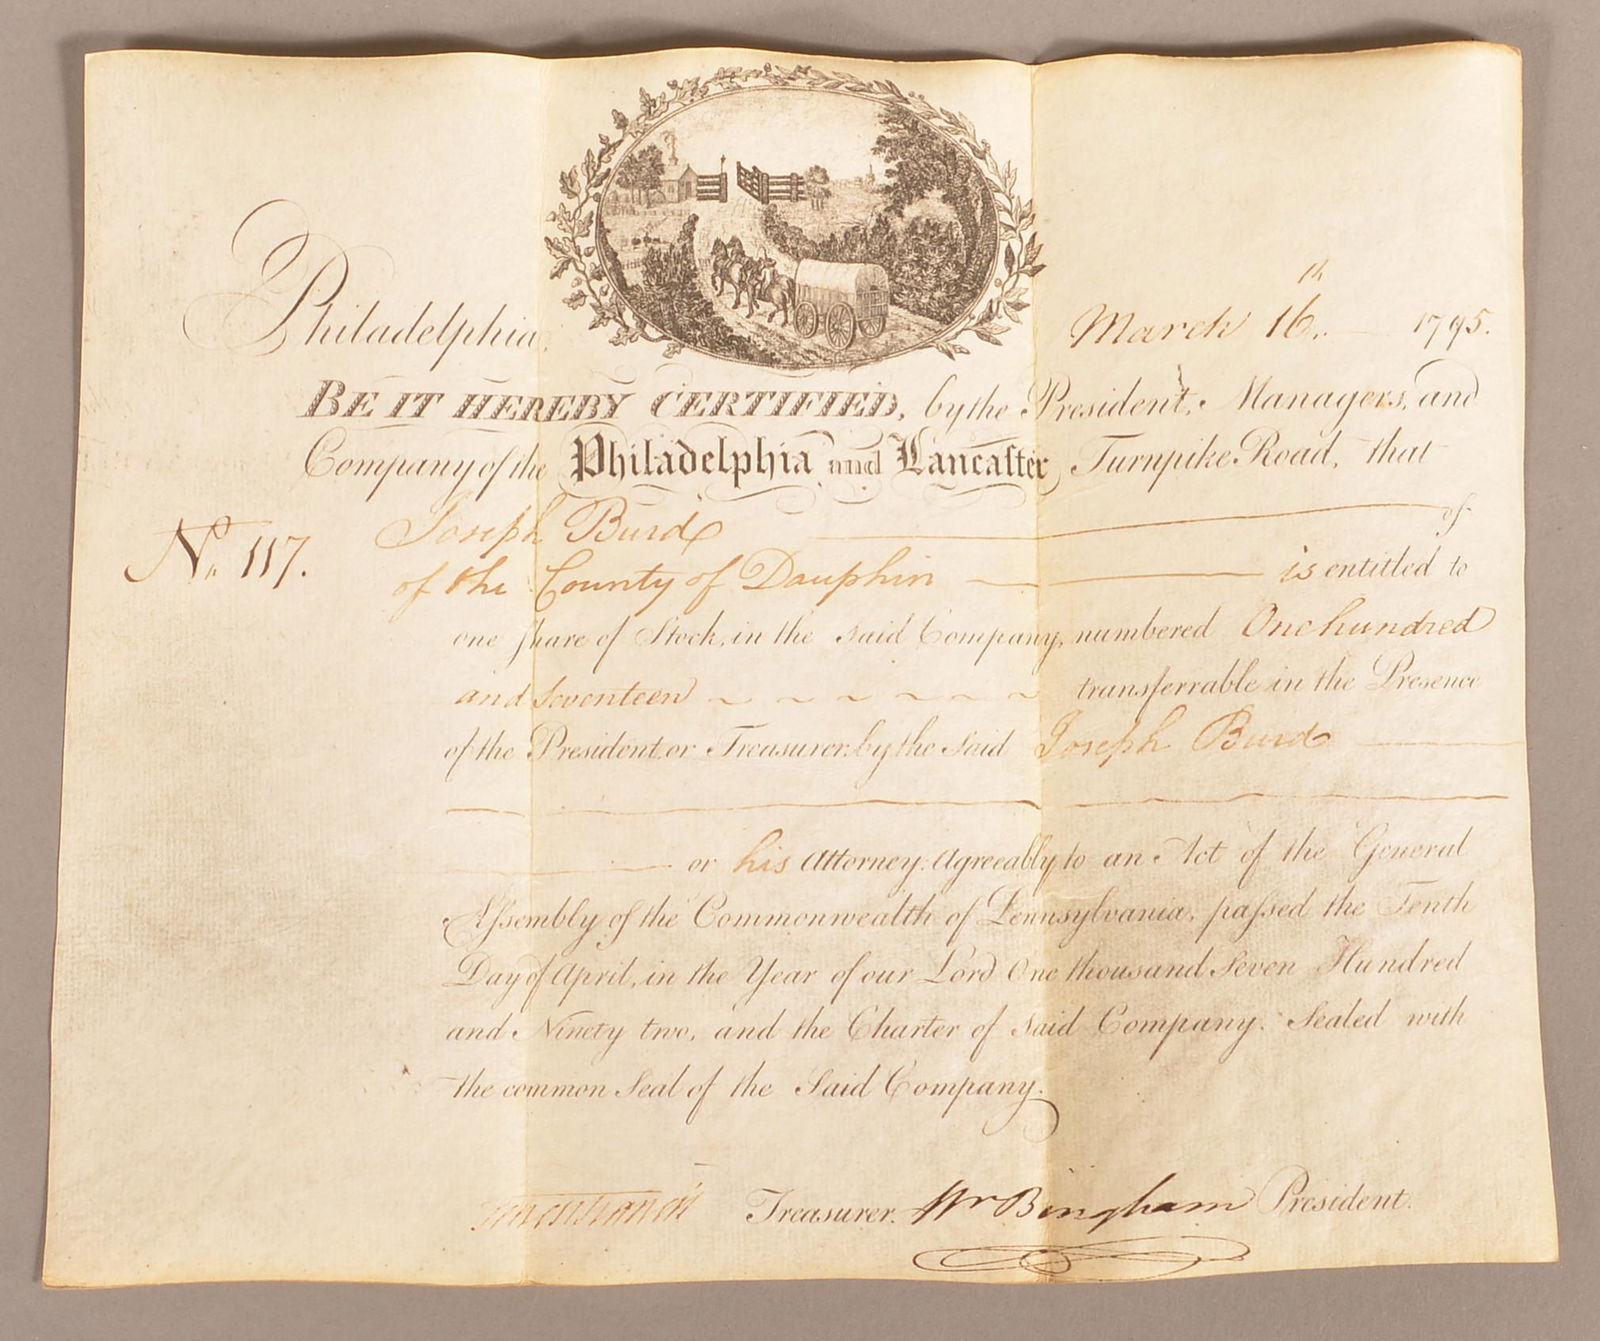 Philadelphia, March 16th 1795.
BE IT HEREBY CERTIFIED, by the President, Managers, and
Company of the Philadelphia and Lancaster Turnpike Road, that
No. 117. Joseph Burd of
of the County of Dauphin is entitled to
one share of Stock, in the said Company, numbered One hundred
and Seventeen transferrable in the Presence
of the President or Treasurer by the said Joseph Burd
or his Attorney Agreeably to an Act of the General
Assembly of the Commonwealth of Pennsylvania, passed the Tenth
Day of April, in the Year of our Lord One thousand Seven Hundred
and Ninety two, and the Charter of said Company. Sealed with
the common Seal of the Said Company.
Treasurer. Wm Bingham President.